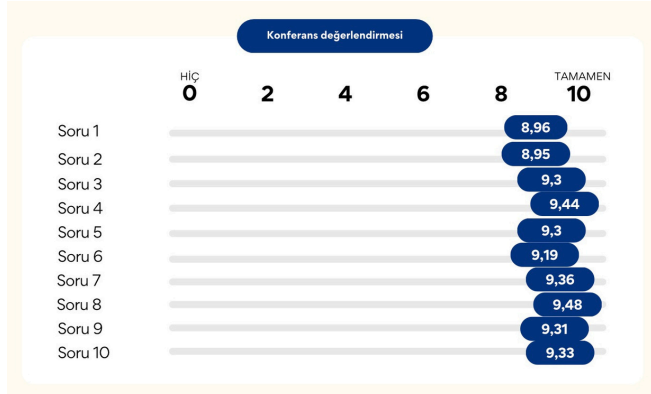 Konferans değerlendirmesi
HİÇ TAMAMEN
0 2 4 6 8 10
Soru 1 8,96
Soru 2 8,95
Soru 3 9,3
Soru 4 9,44
Soru 5 9,3
Soru 6 9,19
Soru 7 9,36
Soru 8 9,48
Soru 9 9,31
Soru 10 9,33